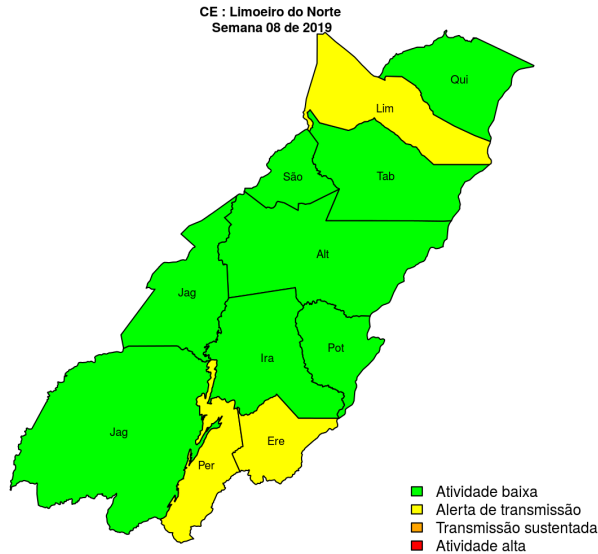 CE : Limoeiro do Norte
Semana 08 de 2019
Qui
Lim
São
Tab
Alt
Jag
Ira
Pot
Jag
Ere
Per
Atividade baixa
Alerta de transmissão
Transmissão sustentada
Atividade alta